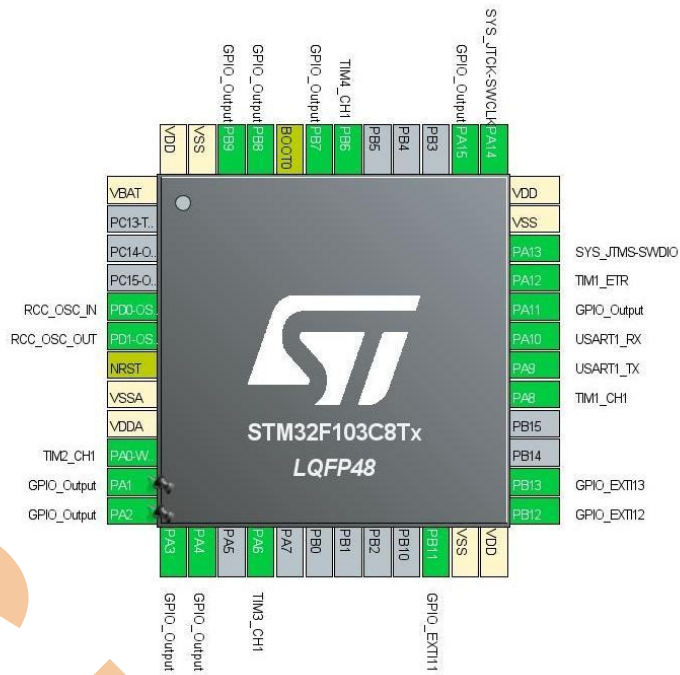 SYS_JTCK-SWCLK
GPIO_Output
TIM4_CH1
GPIO_Output
GPIO_Output
GPIO_Output
VDD
VSS
PB9
PB8
BOOT0
PB7
PB6
PB5
PB4
PB3
PA15
PA14
VBAT
PC13-T..
PC14-O..
PC15-O..
RCC_OSC_IN PD0-OS..
RCC_OSC_OUT PD1-OS..
NRST
VSSA
VDDA
TIM2_CH1 PA0-W..
GPIO_Output PA1
GPIO_Output PA2
VDD
VSS
PA13 SYS_JTMS-SWDIO
PA12 TIM1_ETR
PA11 GPIO_Output
PA10 USART1_RX
PA9 USART1_TX
PA8 TIM1_CH1
PB15
PB14
PB13 GPIO_EXTI13
PB12 GPIO_EXTI12
ST
STM32F103C8Tx
LQFP48
PA3
PA4
PA5
PA6
PA7
PB0
PB1
PB2
PB10
PB11
VSS
VDD
GPIO_Output
GPIO_Output
TIM3_CH1
GPIO_EXTI11